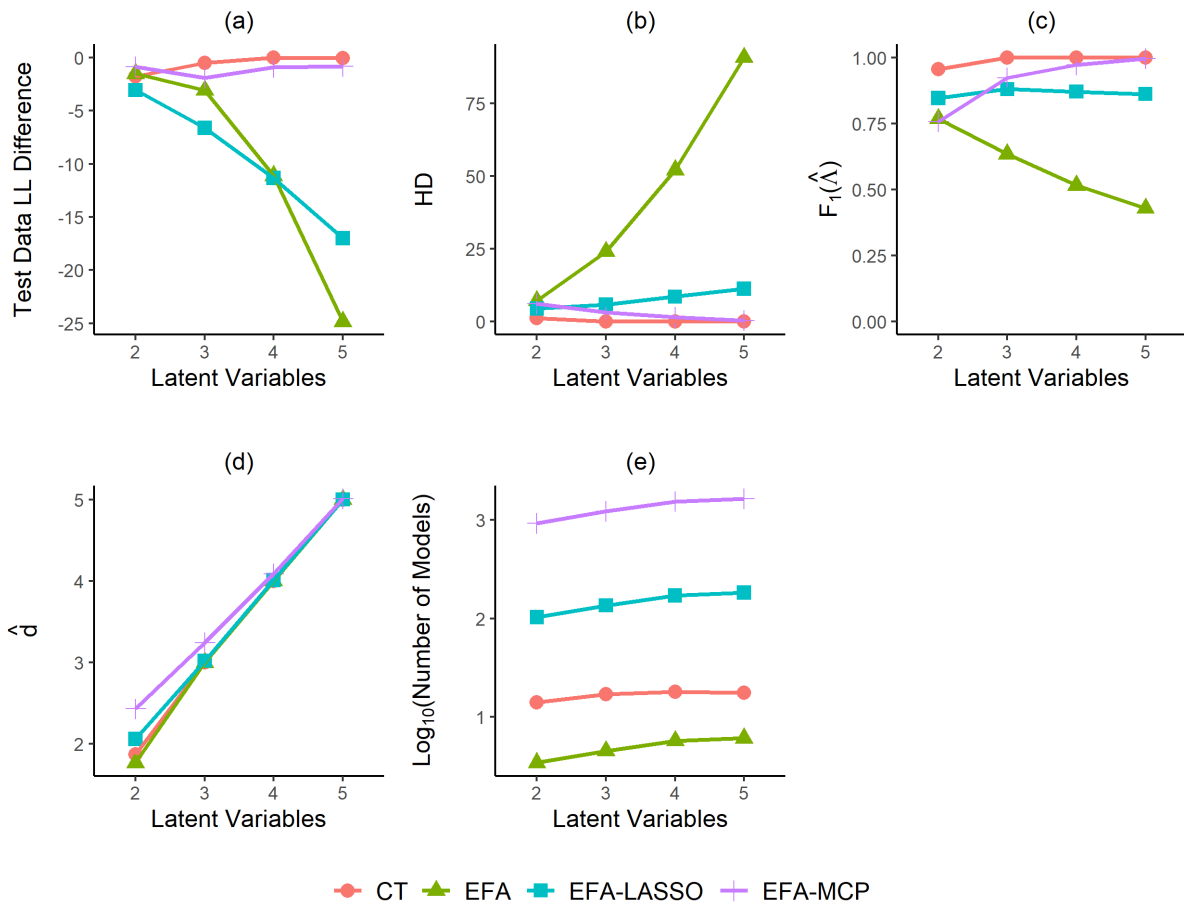 (a)
Test Data LL Difference
0
-5
-10
-15
-20
-25
2 3 4 5
Latent Variables
(b)
HD
75
50
25
0
2 3 4 5
Latent Variables
(c)
F₁(Λ̂)
1.00
0.75
0.50
0.25
0.00
2 3 4 5
Latent Variables
(d)
d̂
5
4
3
2
2 3 4 5
Latent Variables
(e)
Log₁₀(Number of Models)
3
2
1
2 3 4 5
Latent Variables
CT EFA EFA-LASSO EFA-MCP